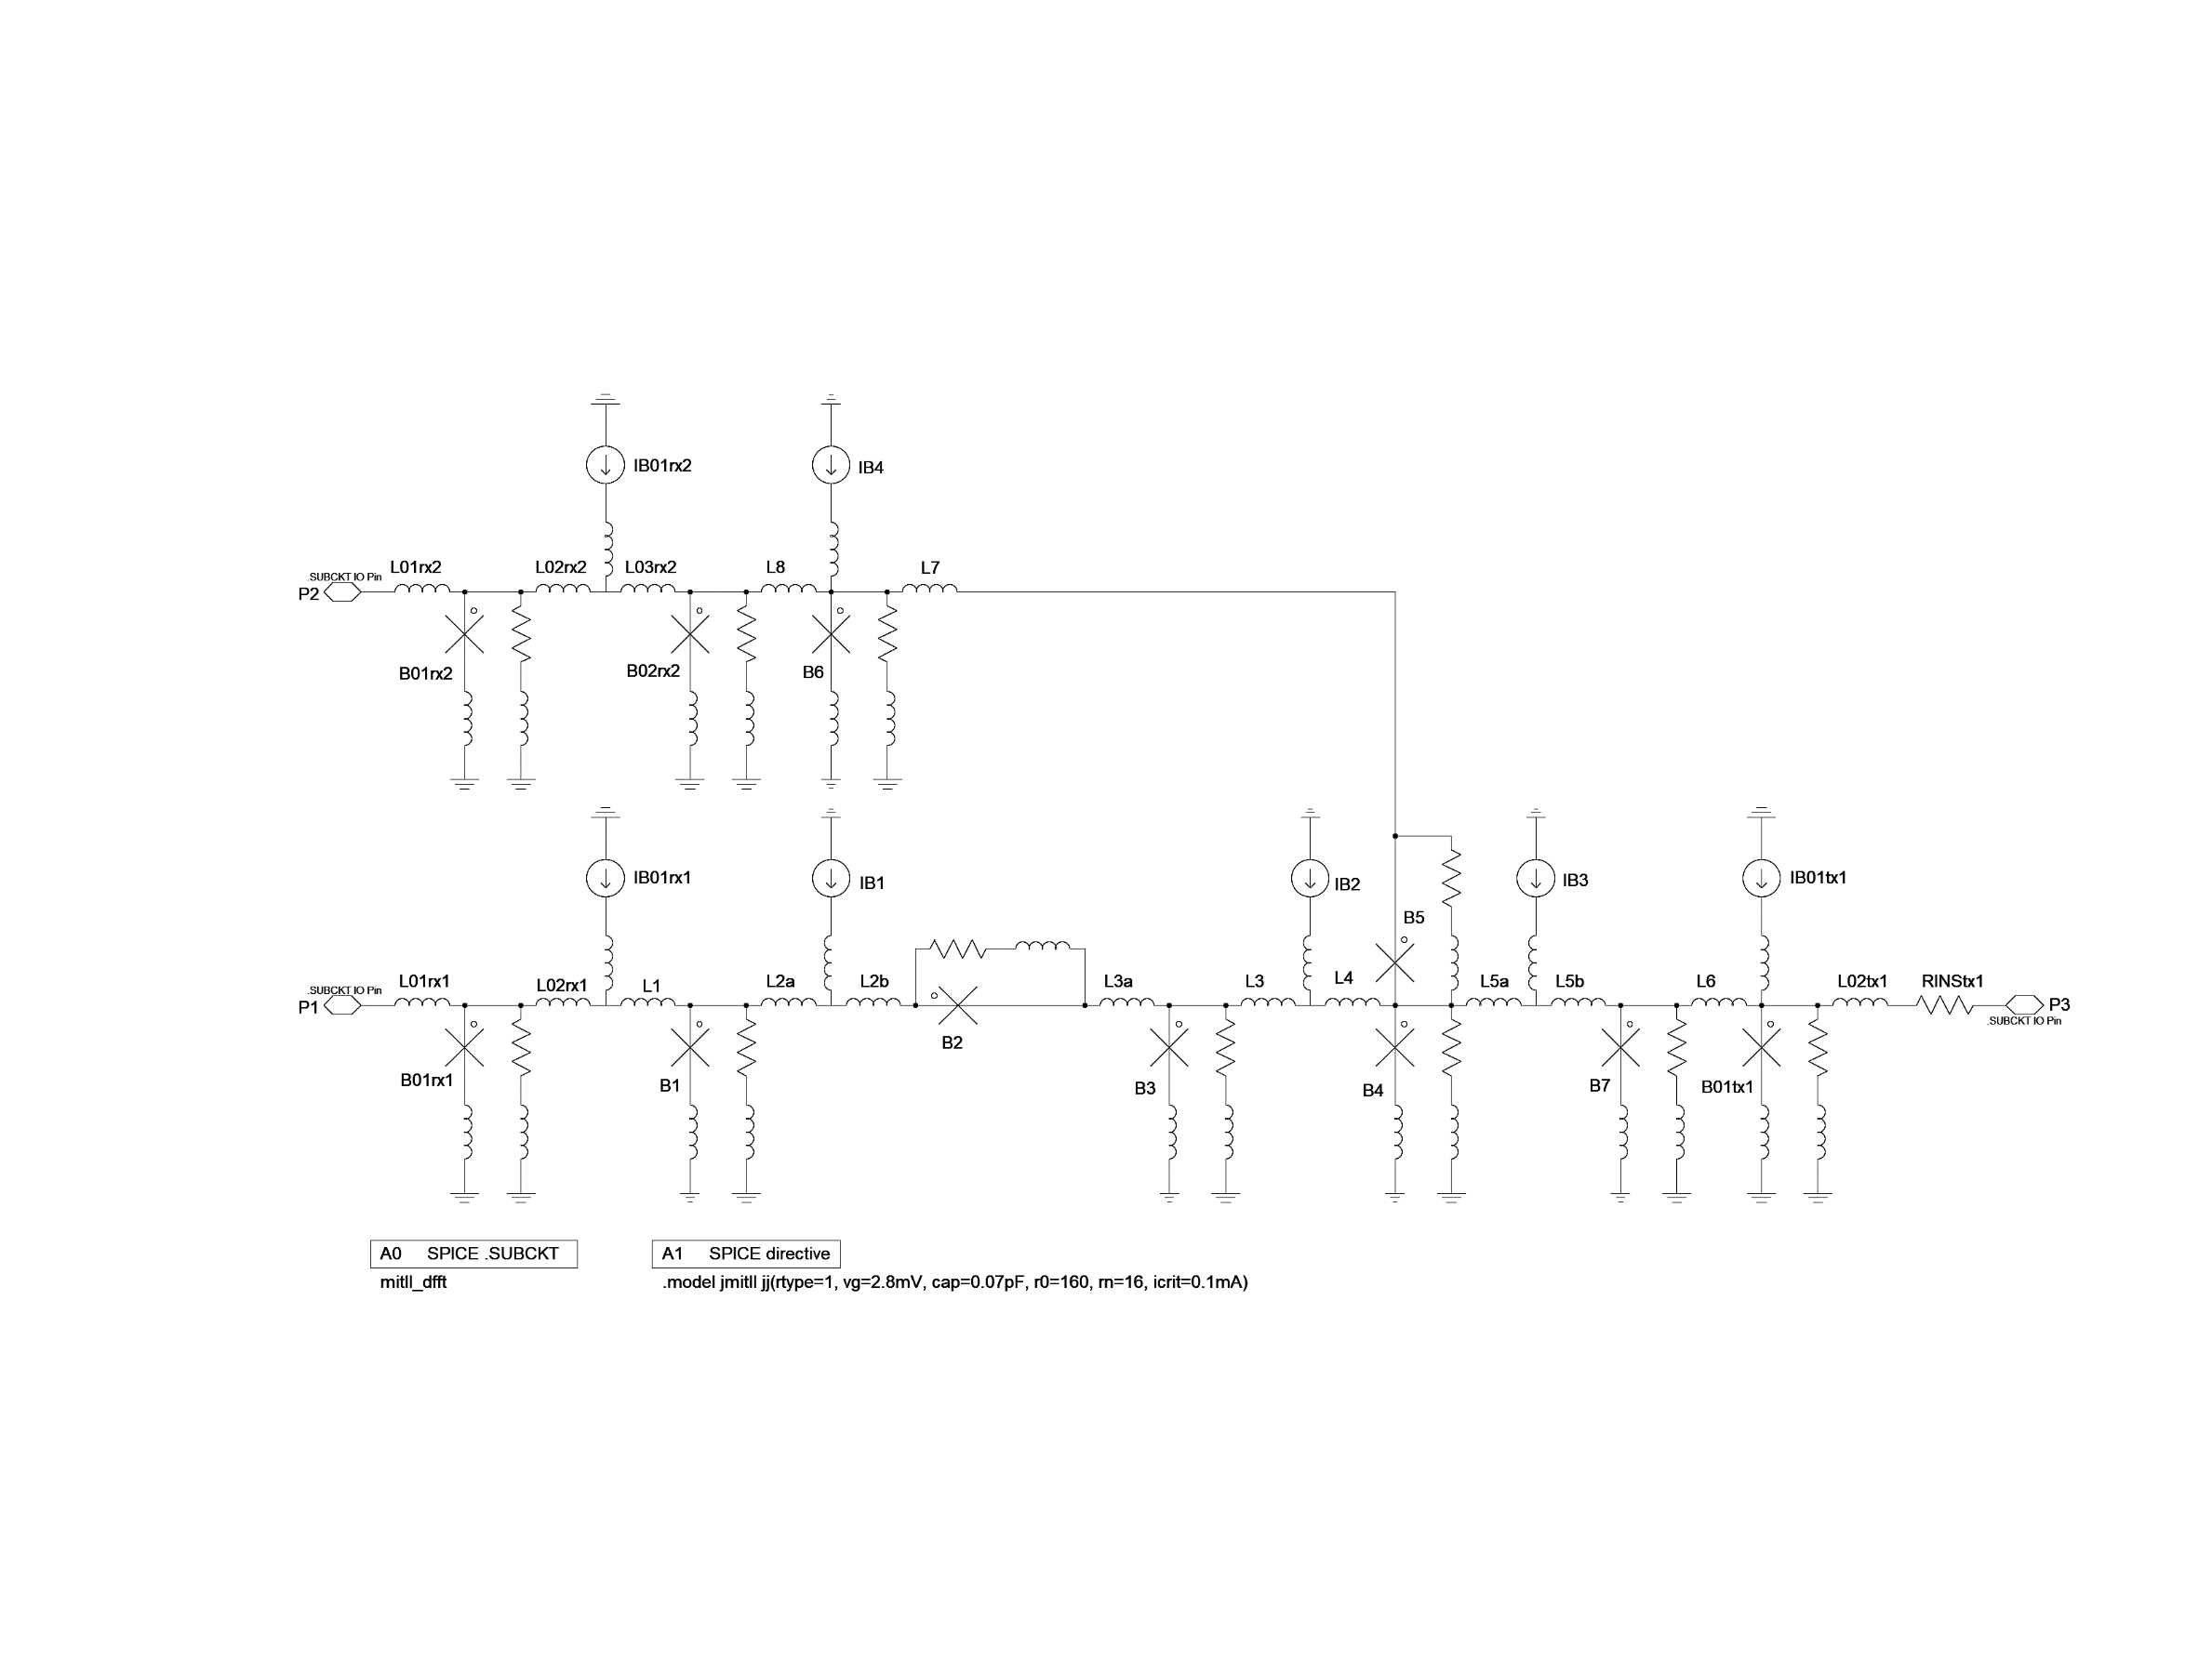 IB01rx2
IB4
L01rx2
L02rx2
L03rx2
L8
L7
.SUBCKT IO Pin
P2
B01rx2
B02rx2
B6
IB01rx1
IB1
IB2
IB3
IB01tx1
B5
L01rx1
L02rx1
L1
L2a
L2b
L3a
L3
L4
L5a
L5b
L6
L02tx1
RINStx1
.SUBCKT IO Pin
P1
P3
.SUBCKT IO Pin
B2
B01rx1
B1
B3
B4
B7
B01tx1
A0 SPICE .SUBCKT
mitll_dfft
A1 SPICE directive
.model jmitll jj(rtype=1, vg=2.8mV, cap=0.07pF, r0=160, rn=16, icrit=0.1mA)